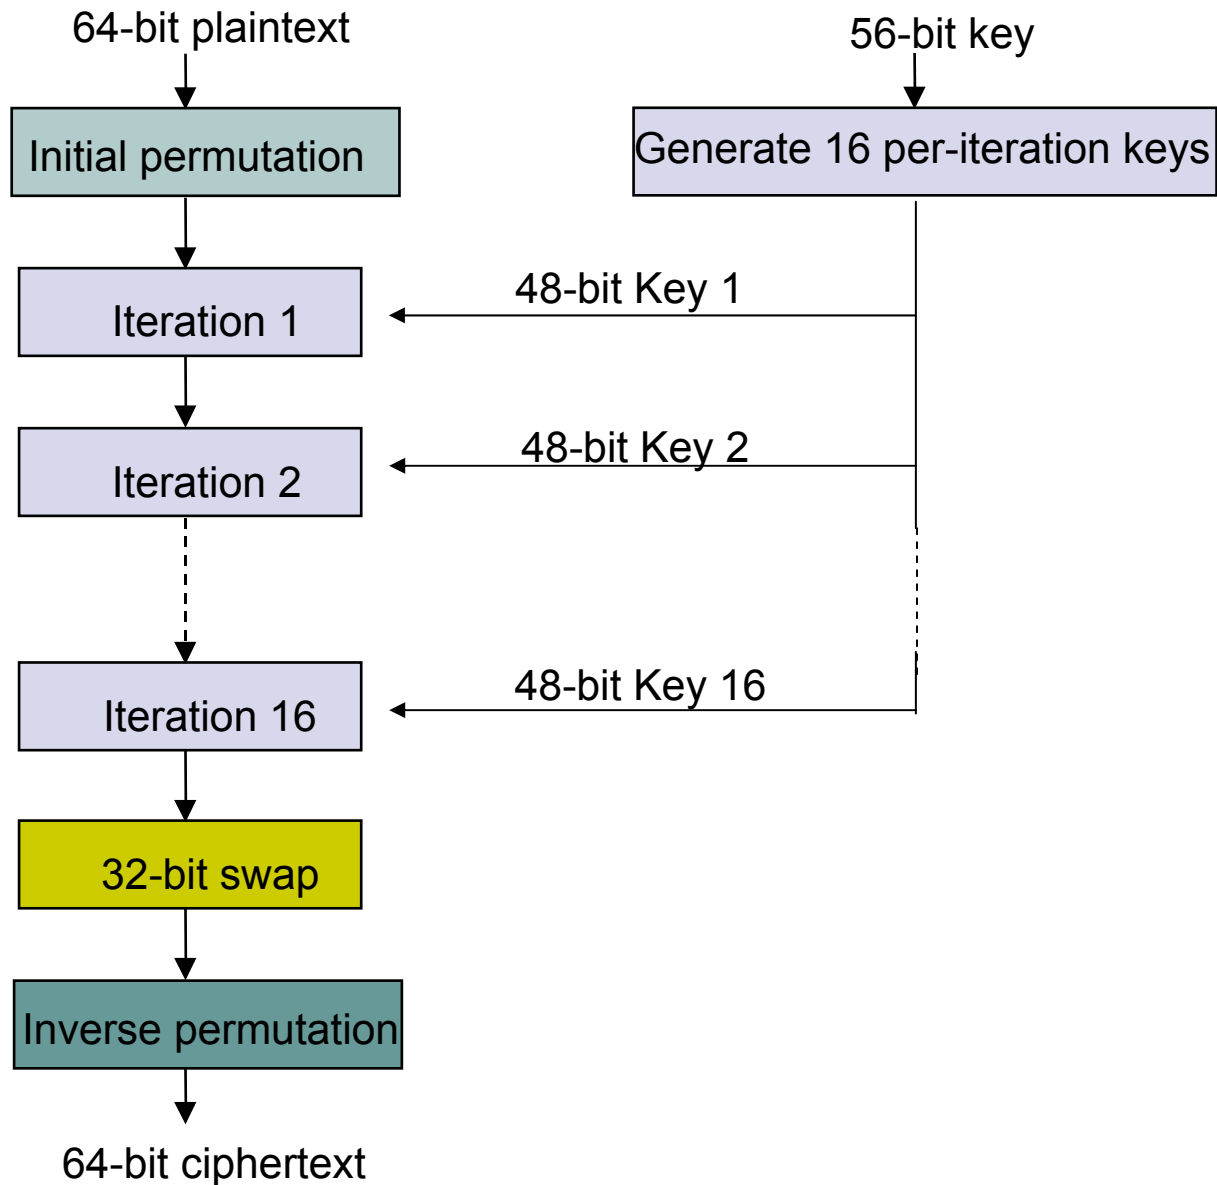 64-bit plaintext
56-bit key
Initial permutation
Generate 16 per-iteration keys
48-bit Key 1
Iteration 1
48-bit Key 2
Iteration 2
48-bit Key 16
Iteration 16
32-bit swap
Inverse permutation
64-bit ciphertext